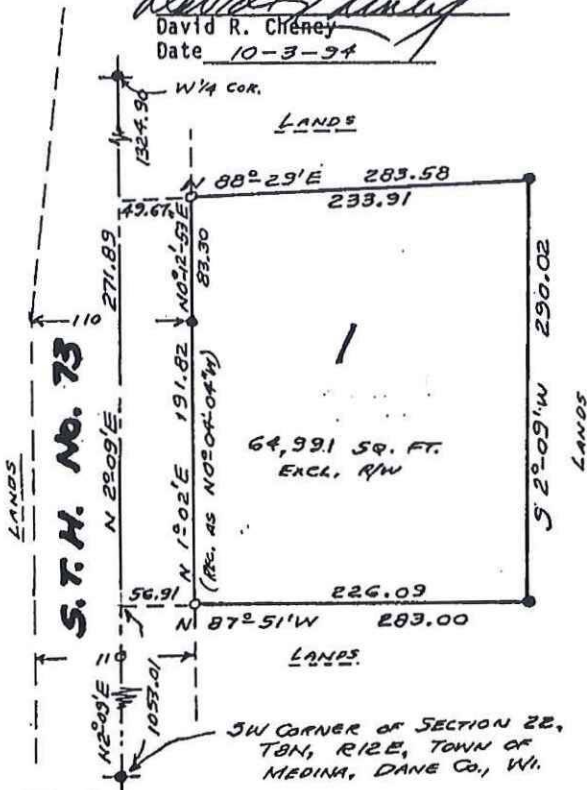 David R. Cheney
Date 10-3-94
W 1/4 COR.
1324.90
LANDS
N 88°-29'E 283.58
233.91
49.67
N0°-12'-53"E
83.30
271.89
110
S.T.H. No. 73
N 2°09'E
191.82
N 1°-02'E
(REC. AS N0°-04'-04"W)
1
64,991 SQ. FT.
EXCL. R/W
290.02
S 2°-09'W
LANDS
LANDS
56.91
226.09
N 87°-51'W 283.00
LANDS.
N2°-09'E
1053.01
SW CORNER OF SECTION 22,
T8N, R12E, TOWN OF
MEDINA, DANE CO., WI.